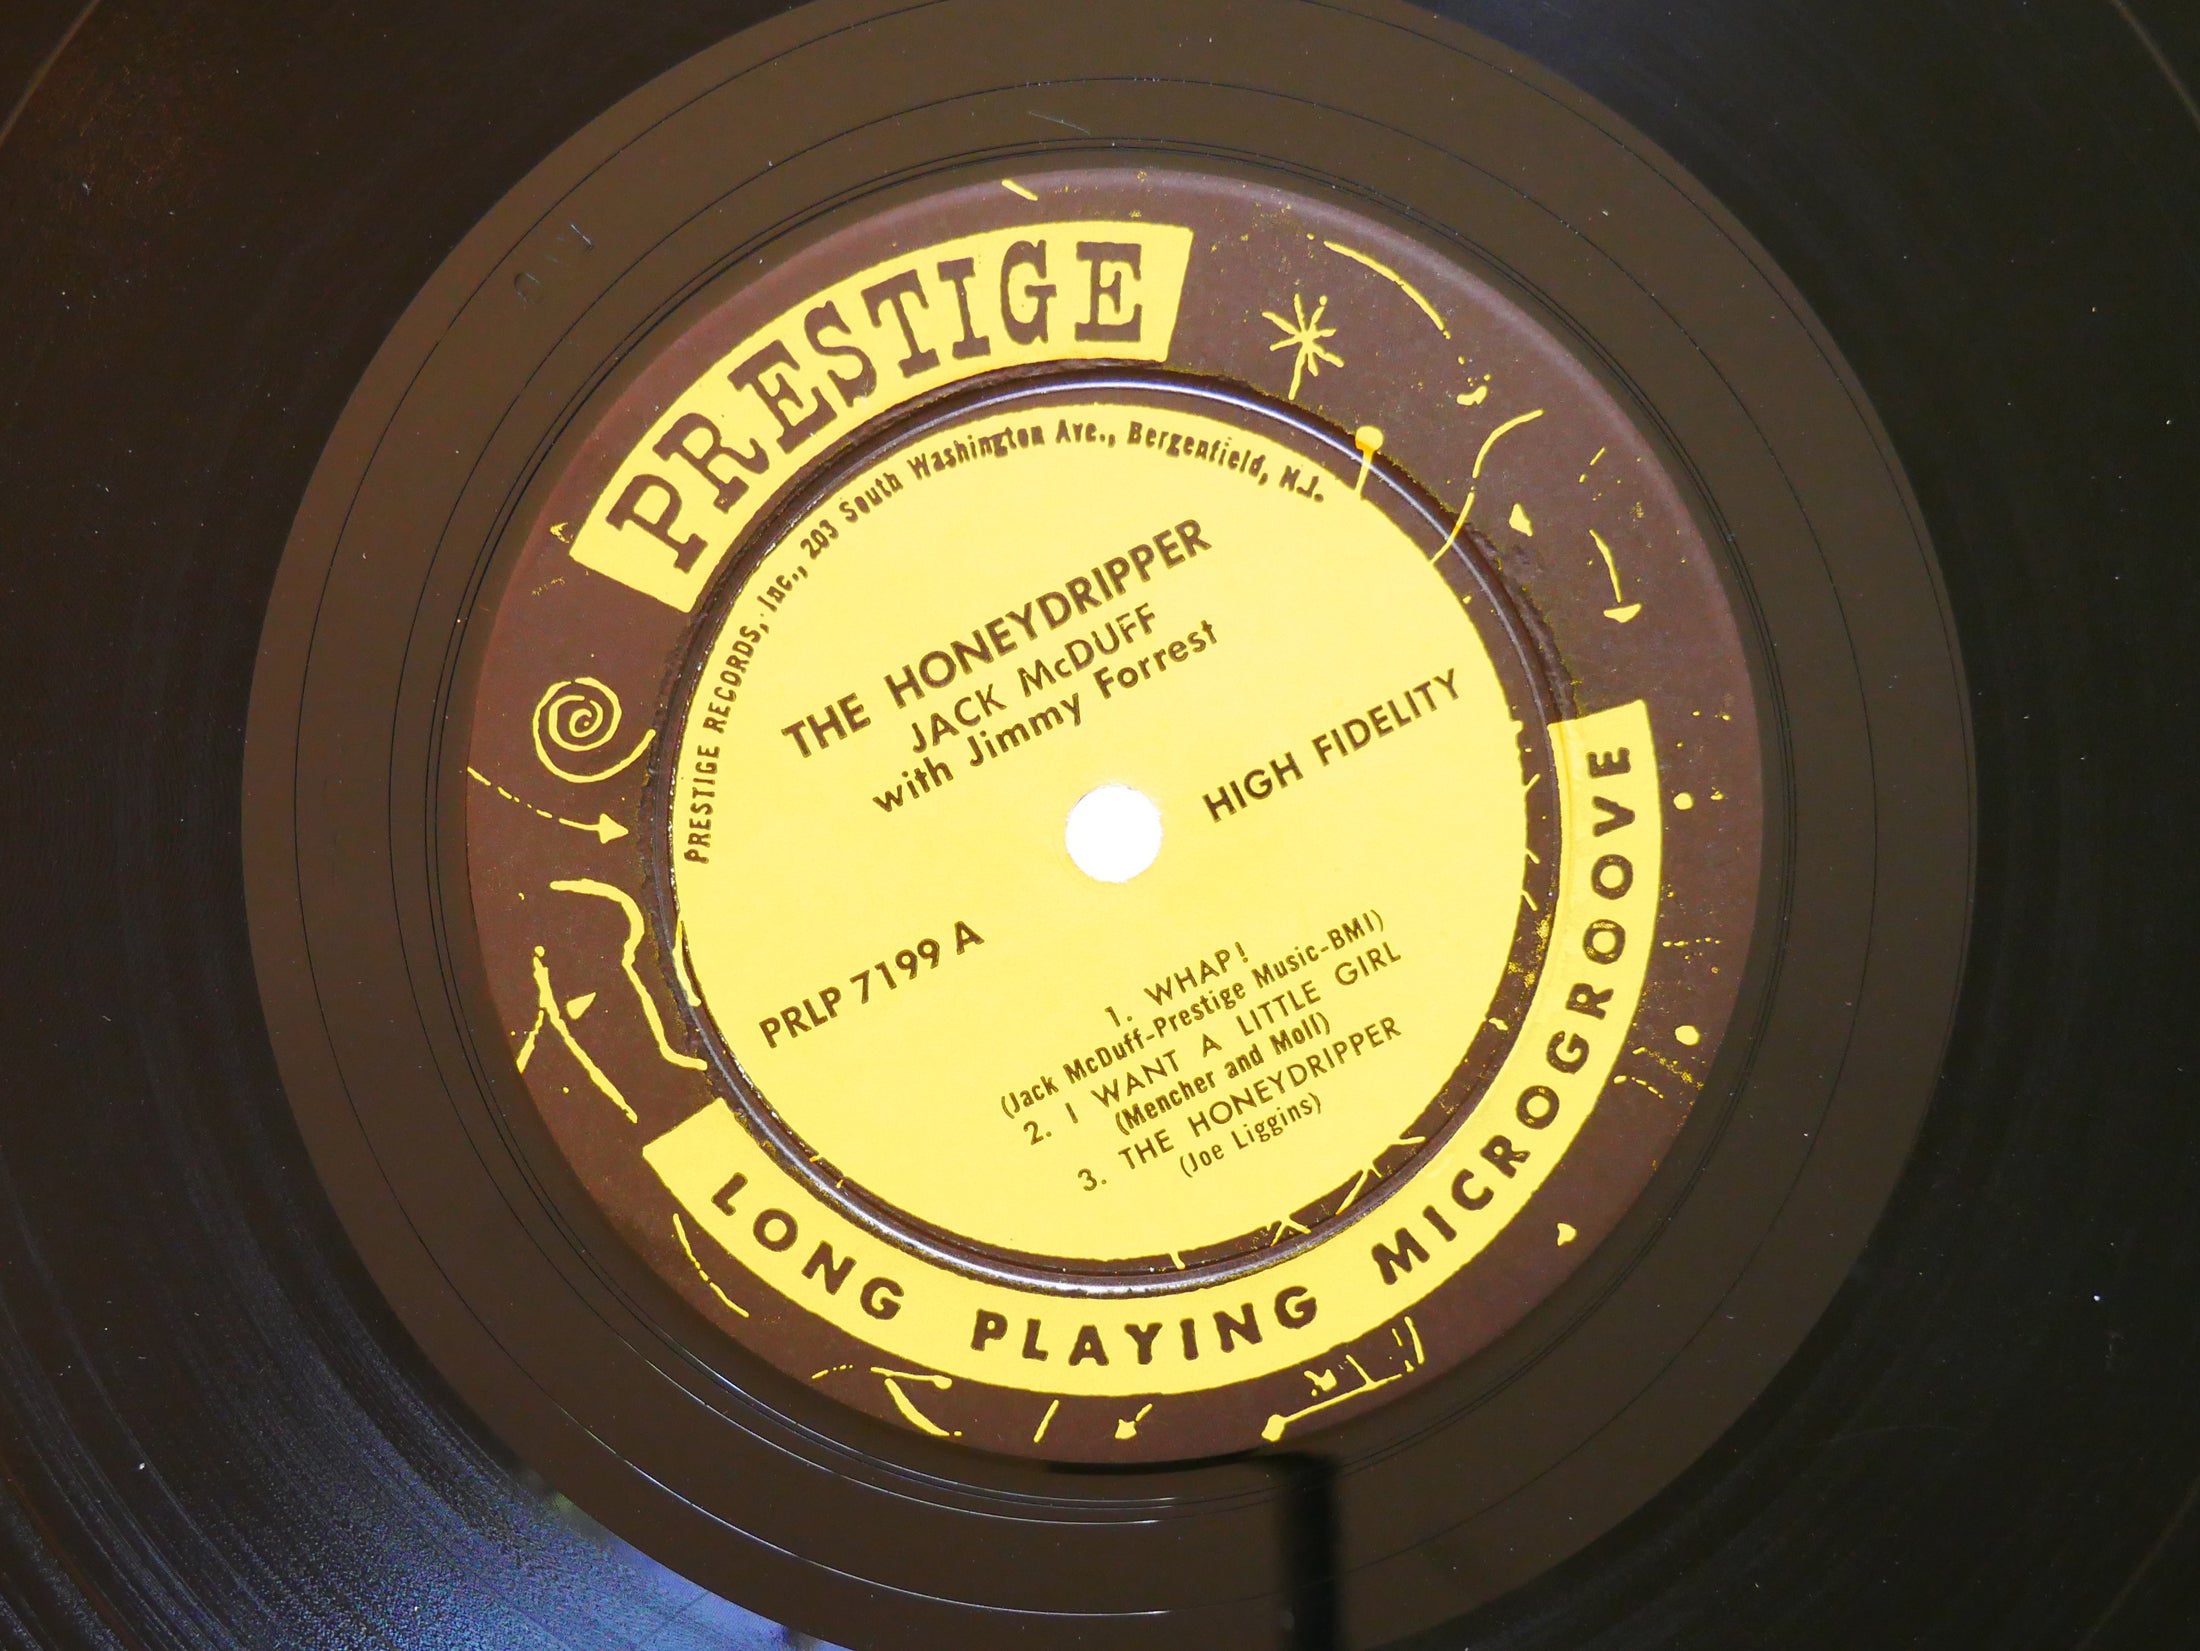 PRESTIGE
PRESTIGE RECORDS, Inc., 203 South Washington Ave., Bergenfield, N.J.
THE HONEYDRIPPER
JACK McDUFF
with Jimmy Forrest
HIGH FIDELITY
PRLP 7199 A
1. WHAP!
(Jack McDuff-Prestige Music-BMI)
2. I WANT A LITTLE GIRL
(Mencher and Moll)
3. THE HONEYDRIPPER
(Joe Liggins)
LONG PLAYING MICROGROOVE